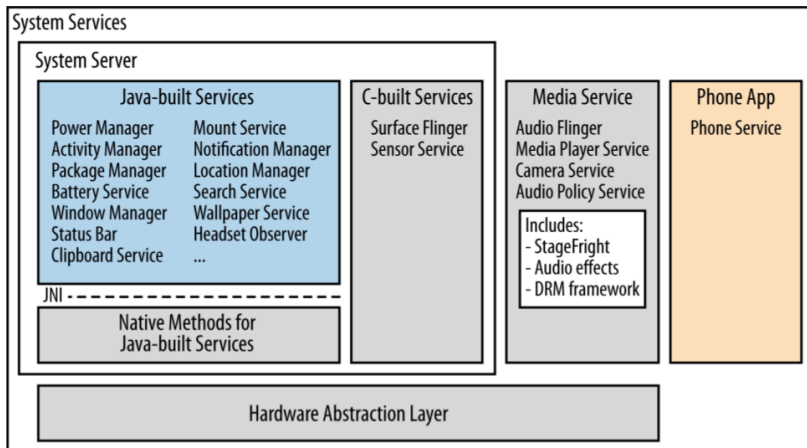 System Services
System Server
Java-built Services
Power Manager
Activity Manager
Package Manager
Battery Service
Window Manager
Status Bar
Clipboard Service
Mount Service
Notification Manager
Location Manager
Search Service
Wallpaper Service
Headset Observer
...
JNI
Native Methods for
Java-built Services
C-built Services
Surface Flinger
Sensor Service
Media Service
Audio Flinger
Media Player Service
Camera Service
Audio Policy Service
Includes:
- StageFright
- Audio effects
- DRM framework
Phone App
Phone Service
Hardware Abstraction Layer